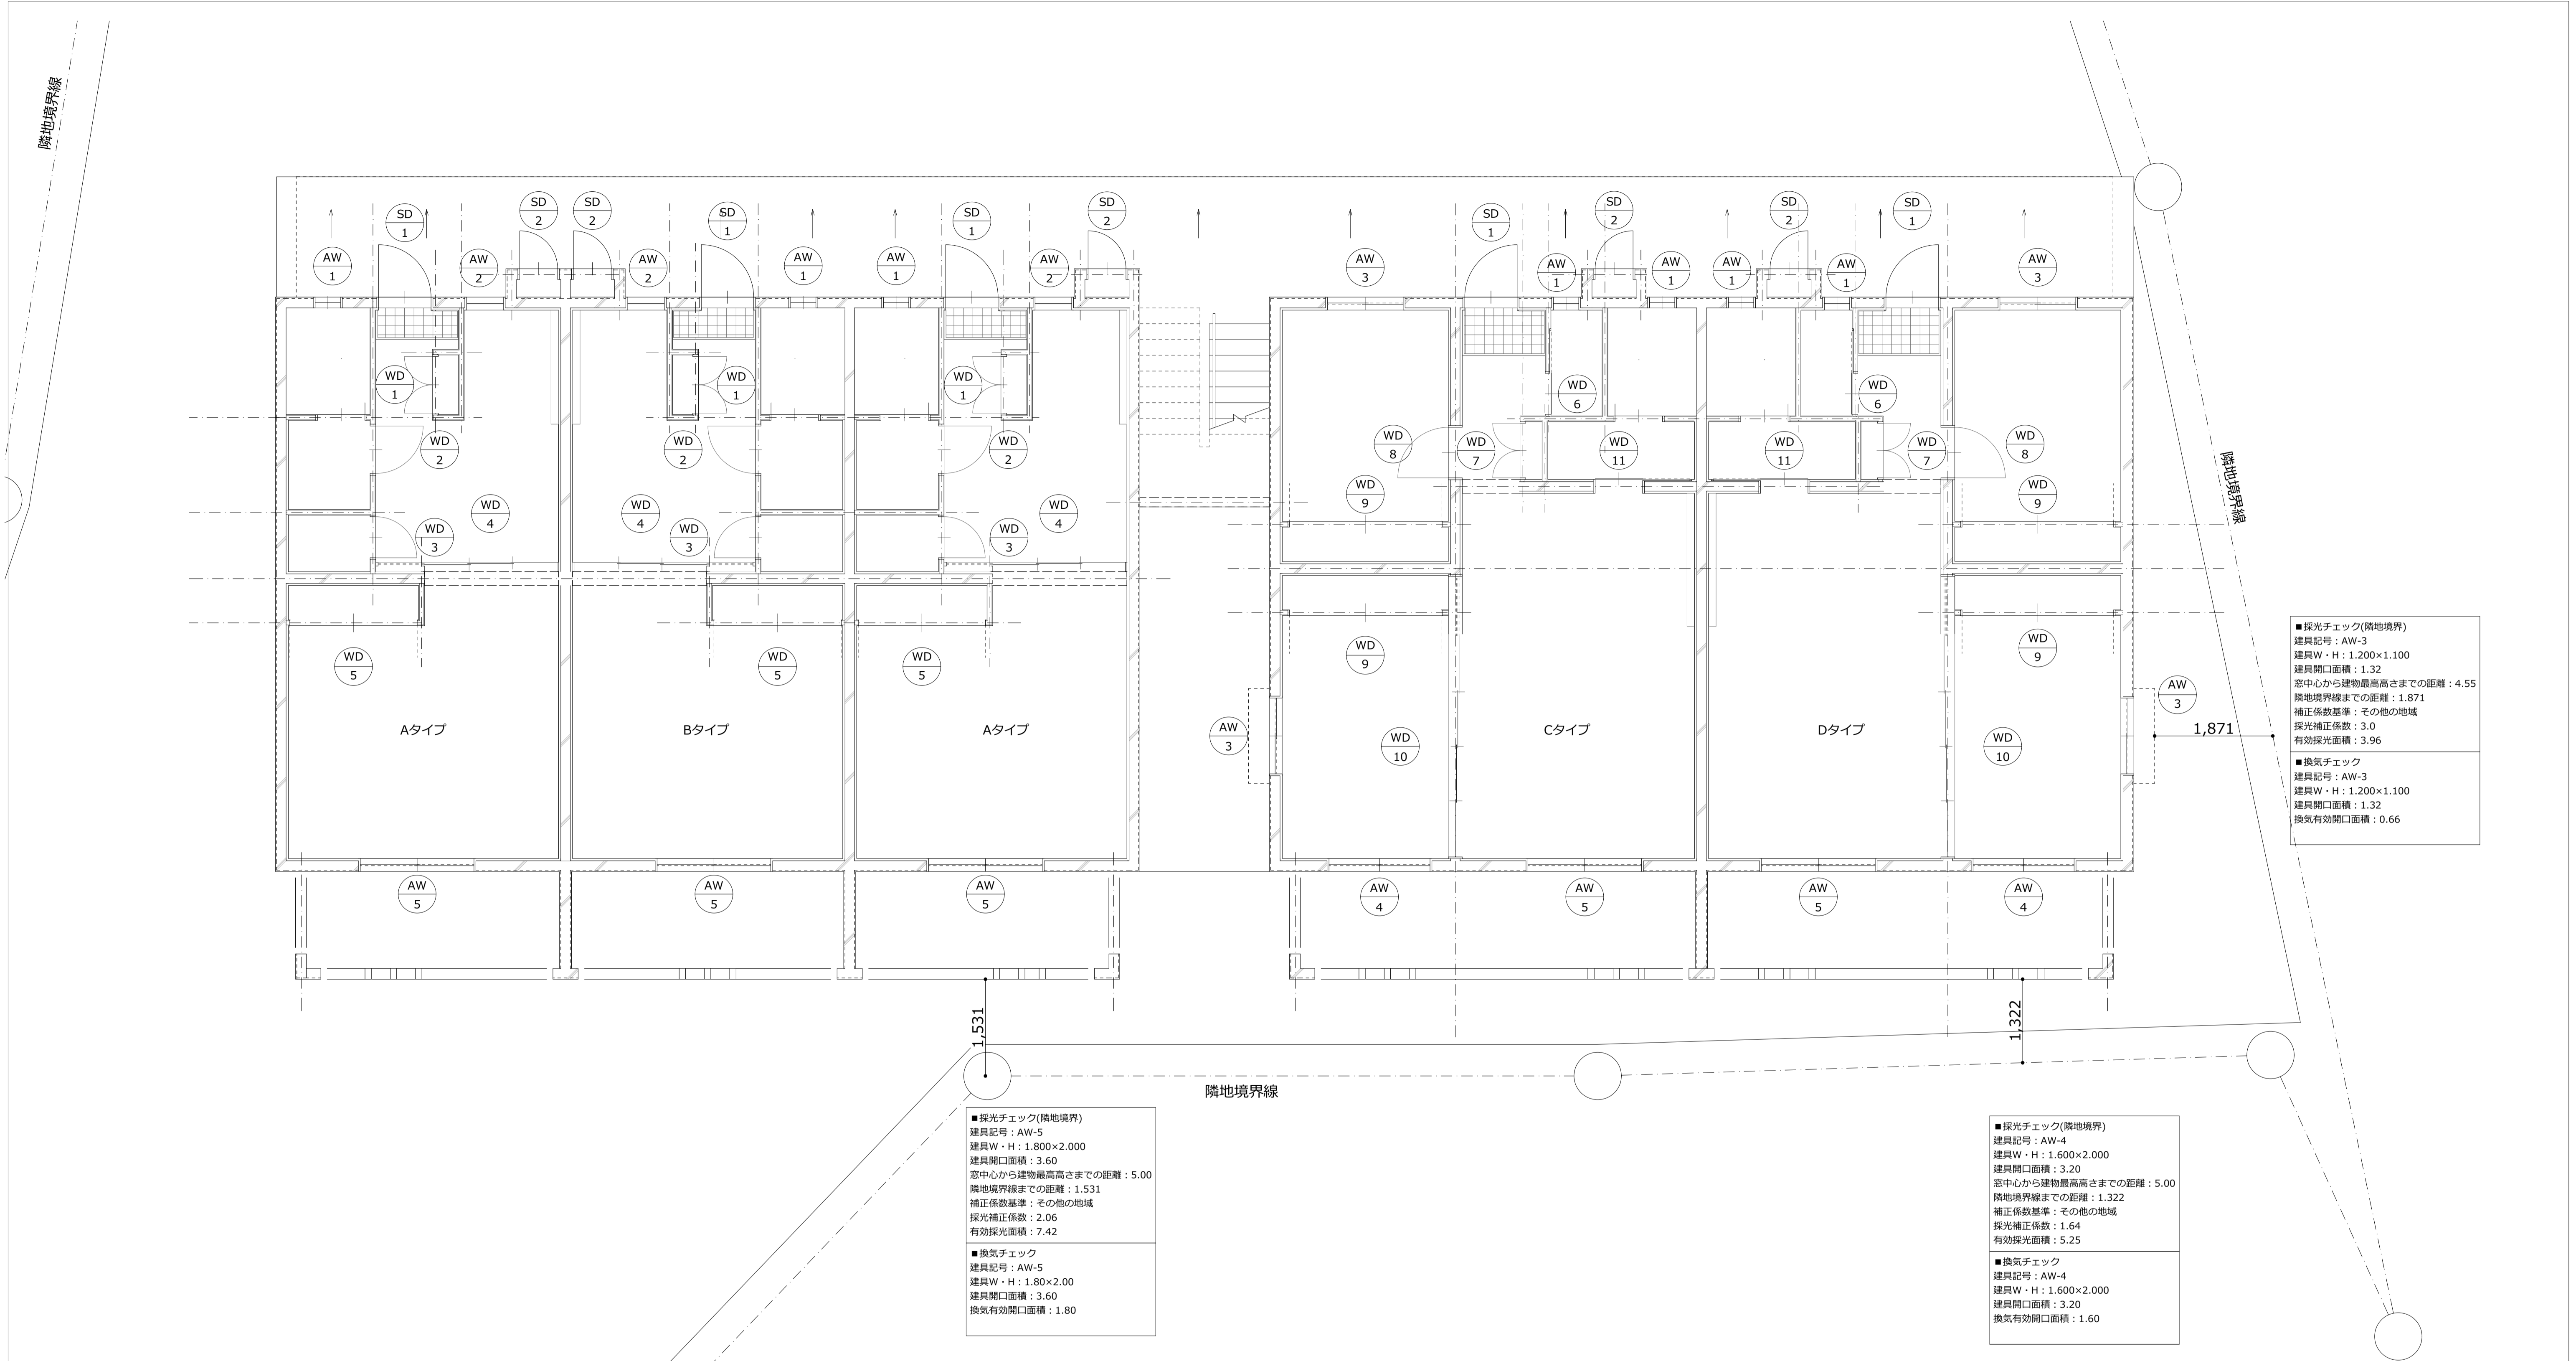 隣地境界線
SD
1
SD
2
SD
2
SD
1
SD
1
SD
2
SD
1
SD
2
SD
2
SD
1
AW
1
AW
2
AW
2
AW
1
AW
1
AW
2
AW
3
AW
1
AW
1
AW
1
AW
1
AW
3
WD
1
WD
1
WD
1
WD
6
WD
6
WD
2
WD
2
WD
2
WD
8
WD
7
WD
11
WD
11
WD
7
WD
8
WD
4
WD
4
WD
4
WD
9
WD
9
WD
3
WD
3
WD
3
隣地境界線
WD
5
WD
5
WD
5
WD
9
WD
9
AW
3
Aタイプ
Bタイプ
Aタイプ
AW
3
WD
10
Cタイプ
Dタイプ
WD
10
1,871
■採光チェック(隣地境界)
建具記号：AW-3
建具W・H：1.200×1.100
建具開口面積：1.32
窓中心から建物最高高さまでの距離：4.55
隣地境界線までの距離：1.871
補正係数基準：その他の地域
採光補正係数：3.0
有効採光面積：3.96
■換気チェック
建具記号：AW-3
建具W・H：1.200×1.100
建具開口面積：1.32
換気有効開口面積：0.66
AW
5
AW
5
AW
5
AW
4
AW
5
AW
5
AW
4
1,531
1,322
隣地境界線
■採光チェック(隣地境界)
建具記号：AW-5
建具W・H：1.800×2.000
建具開口面積：3.60
窓中心から建物最高高さまでの距離：5.00
隣地境界線までの距離：1.531
補正係数基準：その他の地域
採光補正係数：2.06
有効採光面積：7.42
■換気チェック
建具記号：AW-5
建具W・H：1.80×2.00
建具開口面積：3.60
換気有効開口面積：1.80
■採光チェック(隣地境界)
建具記号：AW-4
建具W・H：1.600×2.000
建具開口面積：3.20
窓中心から建物最高高さまでの距離：5.00
隣地境界線までの距離：1.322
補正係数基準：その他の地域
採光補正係数：1.64
有効採光面積：5.25
■換気チェック
建具記号：AW-4
建具W・H：1.600×2.000
建具開口面積：3.20
換気有効開口面積：1.60